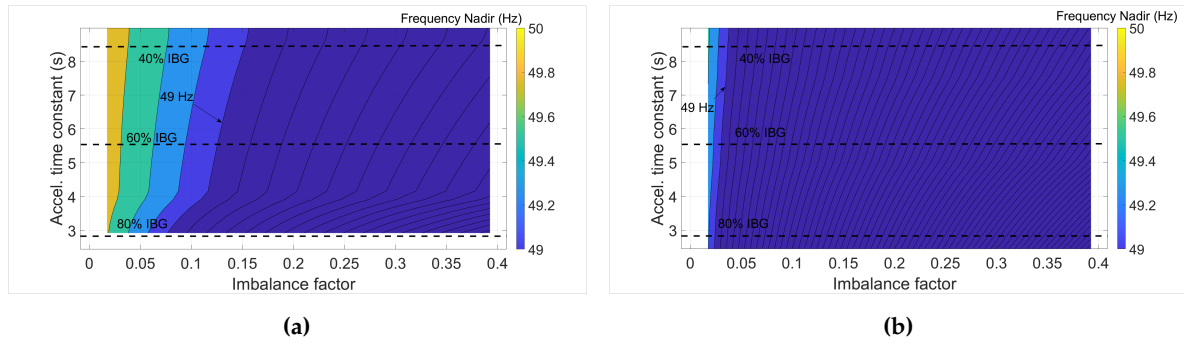 Frequency Nadir (Hz)
50
49.8
49.6
49.4
49.2
49
Accel. time constant (s)
8
7
6
5
4
3
40% IBG
49 Hz
60% IBG
80% IBG
0
0.05
0.1
0.15
0.2
0.25
0.3
0.35
0.4
Imbalance factor
(a)
Frequency Nadir (Hz)
50
49.8
49.6
49.4
49.2
49
Accel. time constant (s)
8
7
6
5
4
3
40% IBG
49 Hz
60% IBG
80% IBG
0
0.05
0.1
0.15
0.2
0.25
0.3
0.35
0.4
Imbalance factor
(b)